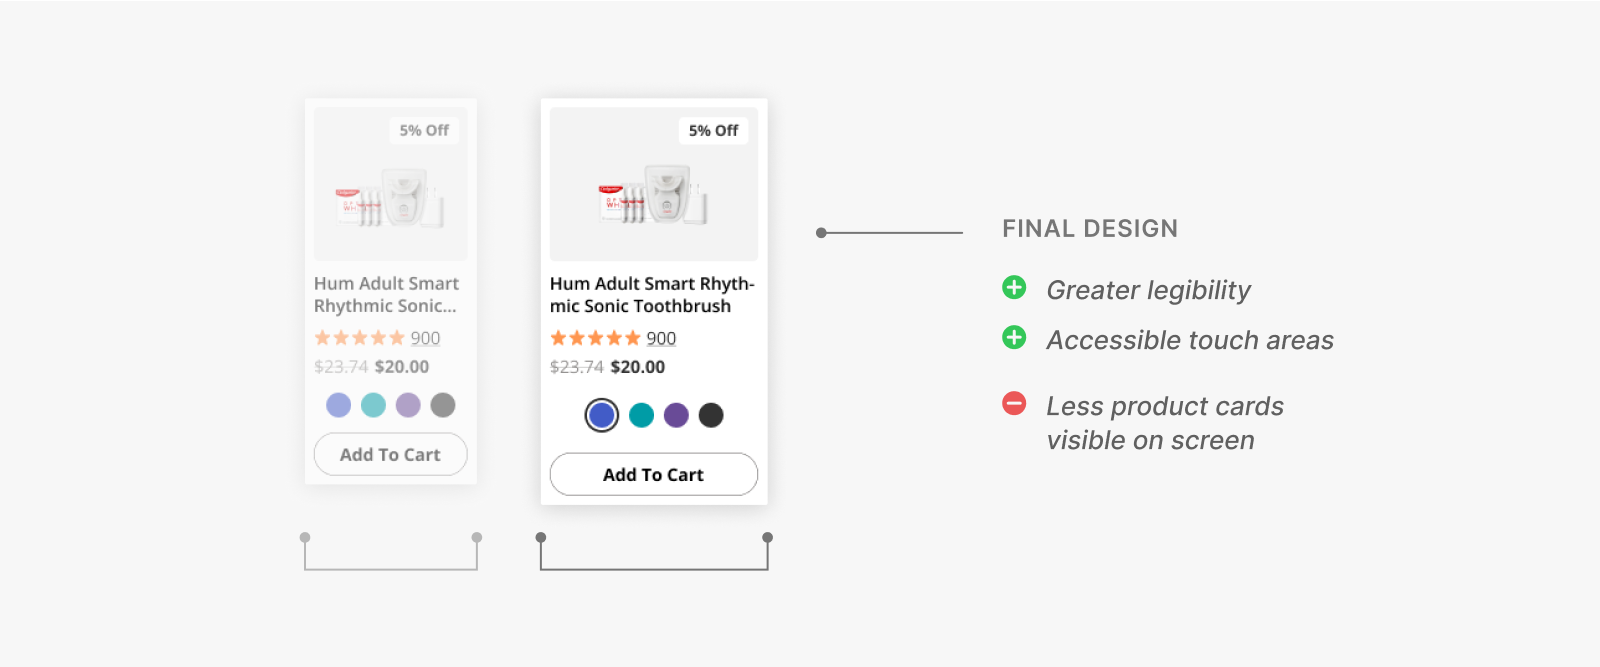 5% Off
Hum Adult Smart
Rhythmic Sonic...
900
$23.74 $20.00
Add To Cart
5% Off
Hum Adult Smart Rhyth-
mic Sonic Toothbrush
900
$23.74 $20.00
Add To Cart
FINAL DESIGN
Greater legibility
Accessible touch areas
Less product cards
visible on screen